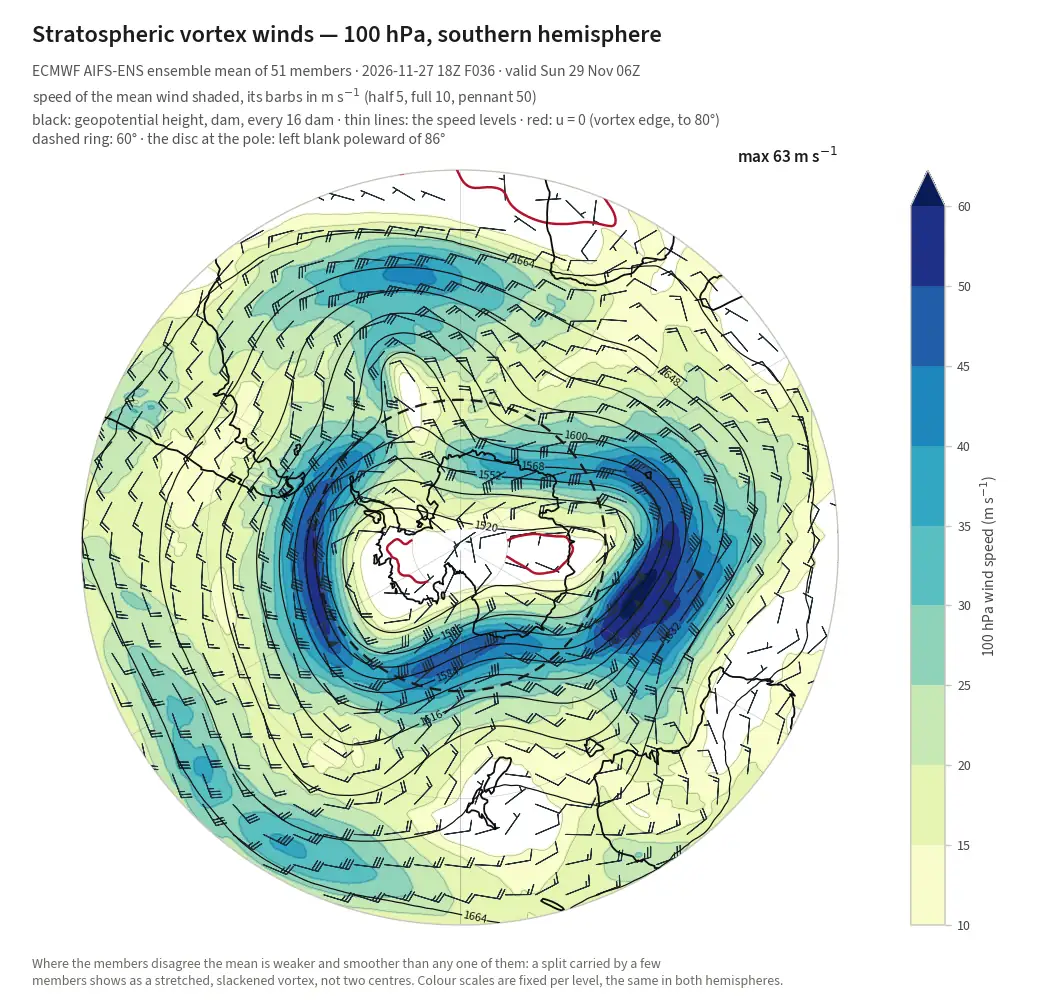 Stratospheric vortex winds — 100 hPa, southern hemisphere
ECMWF AIFS-ENS ensemble mean of 51 members · 2026-11-27 18Z F036 · valid Sun 29 Nov 06Z
speed of the mean wind shaded, its barbs in m s⁻¹ (half 5, full 10, pennant 50)
black: geopotential height, dam, every 16 dam · thin lines: the speed levels · red: u = 0 (vortex edge, to 80°)
dashed ring: 60° · the disc at the pole: left blank poleward of 86°
max 63 m s⁻¹
60
50
45
40
35
30
25
20
15
10
100 hPa wind speed (m s⁻¹)
1664
1648
1600
1568
1552
1520
1584
1616
1664
Where the members disagree the mean is weaker and smoother than any one of them: a split carried by a few
members shows as a stretched, slackened vortex, not two centres. Colour scales are fixed per level, the same in both hemispheres.